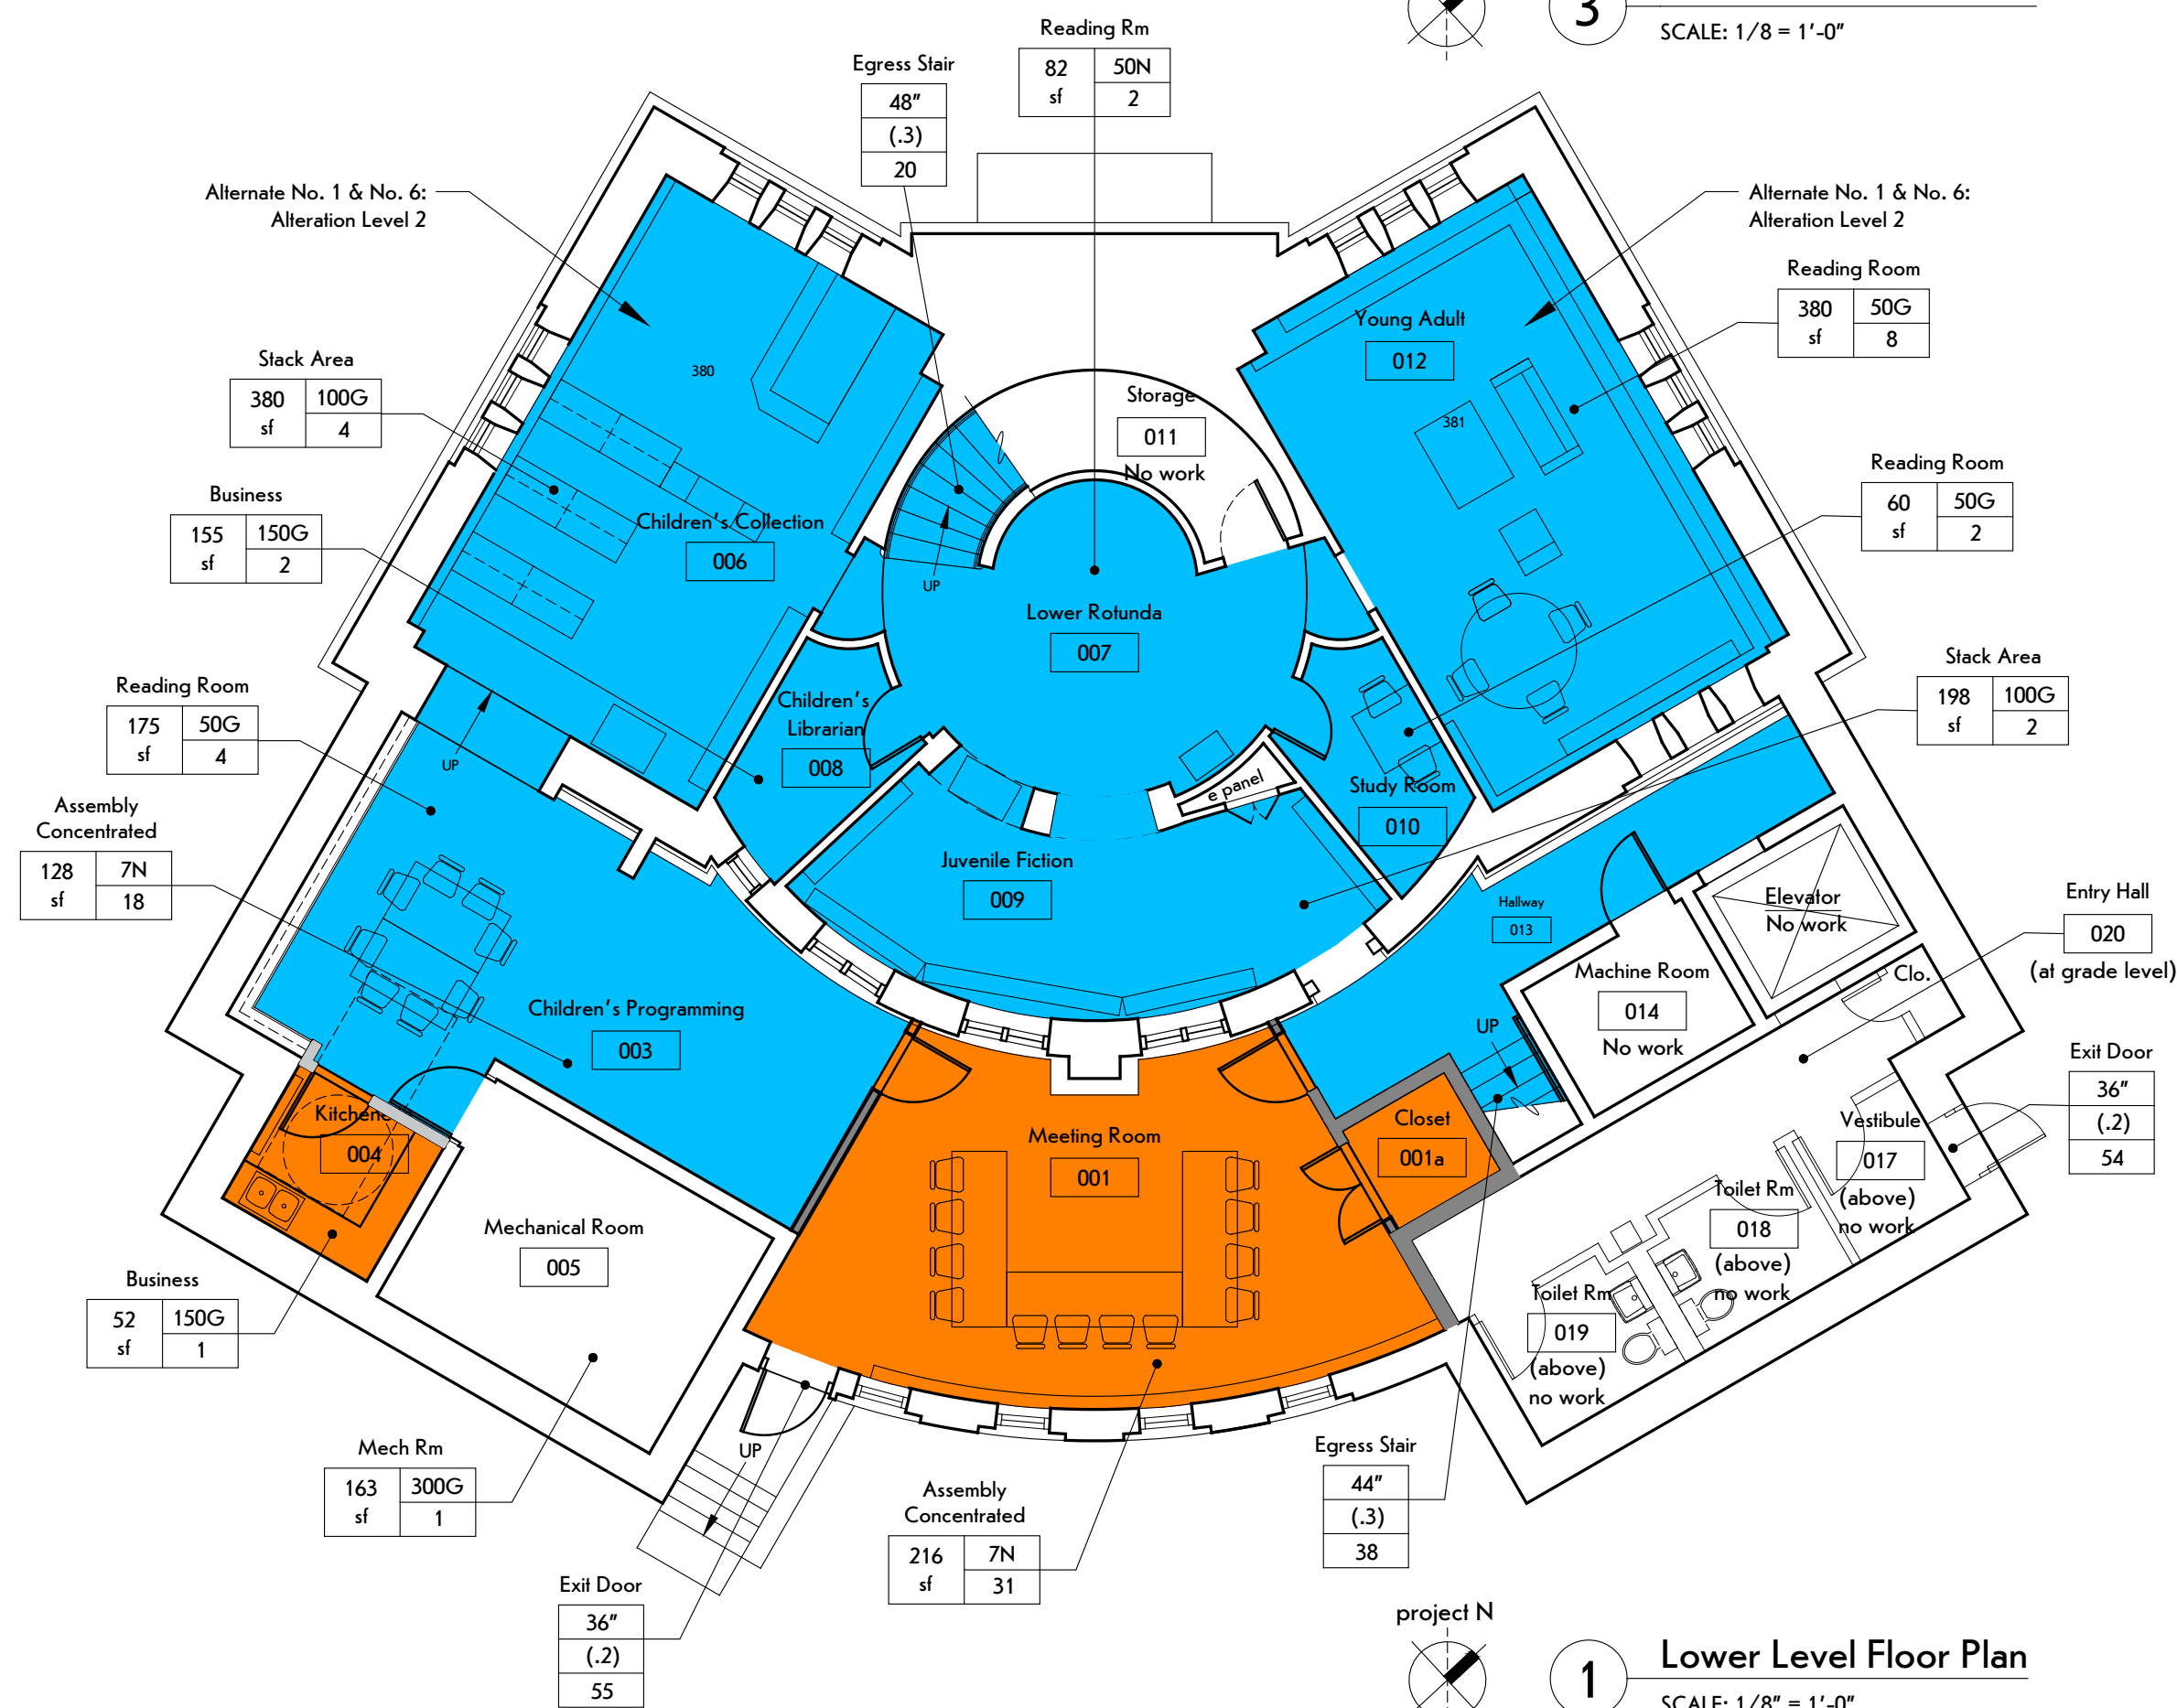 3
SCALE: 1/8 = 1'-0"
Reading Rm
82
sf
50N
2
Egress Stair
48"
(.3)
20
Alternate No. 1 & No. 6:
Alteration Level 2
Alternate No. 1 & No. 6:
Alteration Level 2
Reading Room
380
sf
50G
8
Young Adult
012
381
Stack Area
380
sf
100G
4
380
Storage
011
No work
Reading Room
60
sf
50G
2
Business
155
sf
150G
2
Children's Collection
006
UP
Lower Rotunda
007
Stack Area
198
sf
100G
2
Reading Room
175
sf
50G
4
UP
Children's
Librarian
008
e panel
Study Room
010
Assembly
Concentrated
128
sf
7N
18
Juvenile Fiction
009
Hallway
013
Elevator
No work
Entry Hall
020
(at grade level)
Clo.
Machine Room
014
No work
Children's Programming
003
UP
Exit Door
36"
(.2)
54
Kitchene
004
Meeting Room
001
Closet
001a
Vestibule
017
(above)
no work
Toilet Rm
018
(above)
no work
Mechanical Room
005
Toilet Rm
019
(above)
no work
Business
52
sf
150G
1
Mech Rm
163
sf
300G
1
UP
Egress Stair
44"
(.3)
38
Assembly
Concentrated
216
sf
7N
31
Exit Door
36"
(.2)
55
project N
1
Lower Level Floor Plan
SCALE: 1/8" = 1'-0"